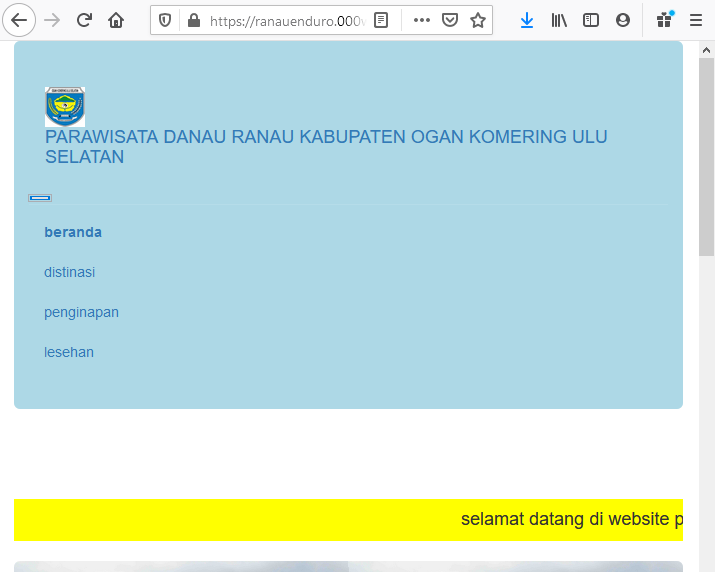 https://ranauenduro.000
PARAWISATA DANAU RANAU KABUPATEN OGAN KOMERING ULU
SELATAN
beranda
distinasi
penginapan
lesehan
selamat datang di website p